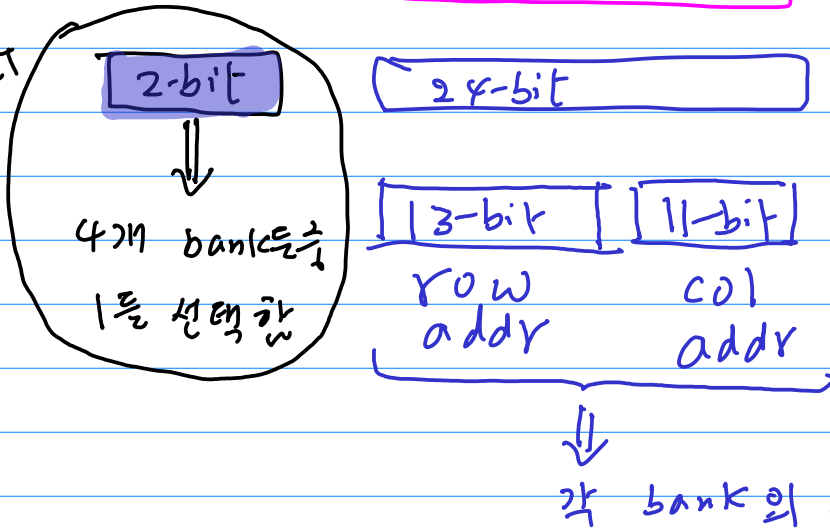 2-bit
24-bit
13-bit 11-bit
4개 bank들중
1를 선택함
row col
addr addr
각 bank의